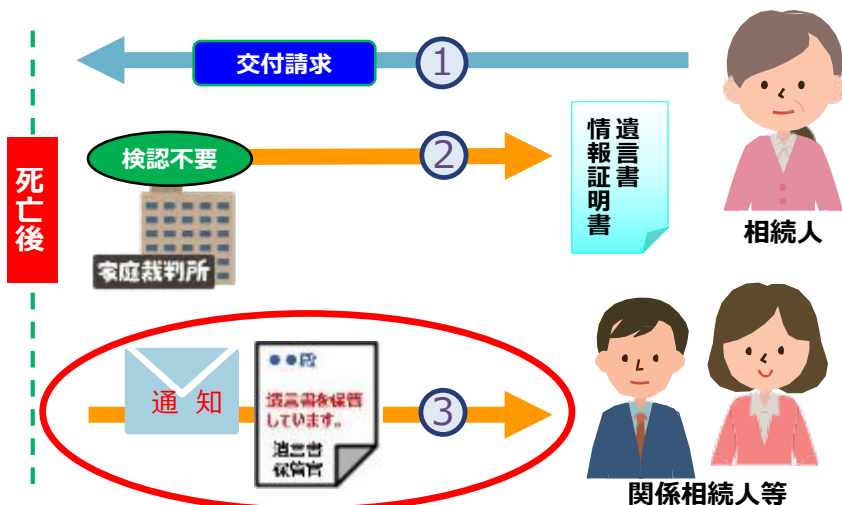 交付請求
①
死亡後
検認不要
②
遺言書
情報証明書
相続人
家庭裁判所
通 知
●●殿
遺言書を保管
しています。
遺言書
保管官
③
関係相続人等